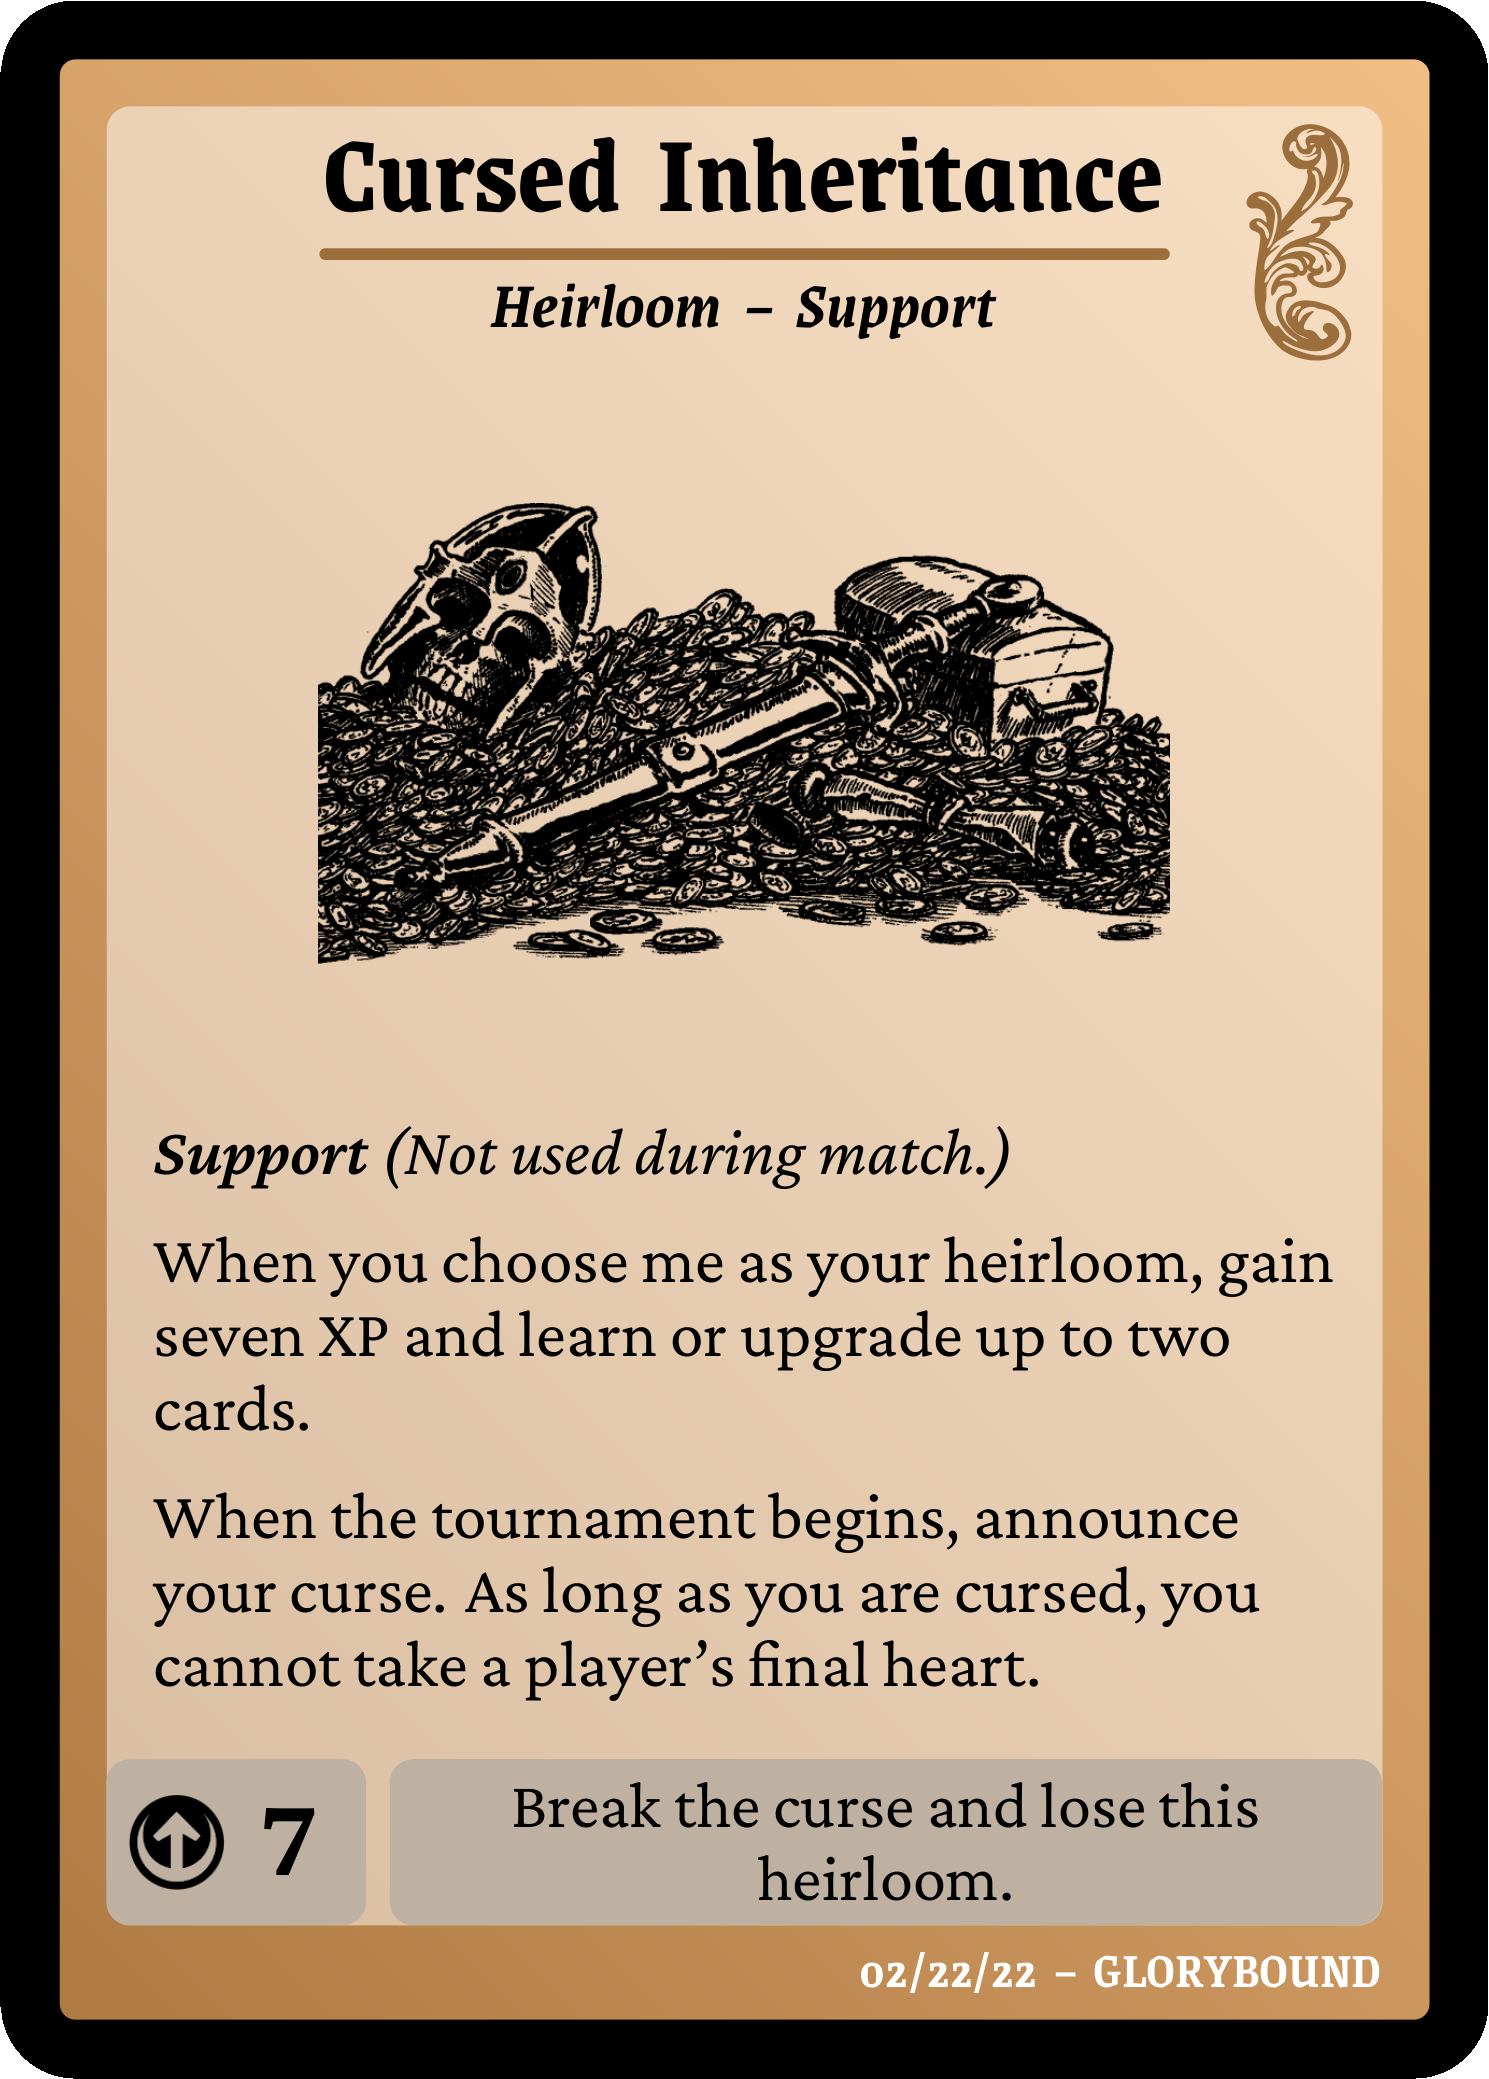 Cursed Inheritance
Heirloom – Support
Support (Not used during match.)
When you choose me as your heirloom, gain
seven XP and learn or upgrade up to two
cards.
When the tournament begins, announce
your curse. As long as you are cursed, you
cannot take a player’s final heart.
7
Break the curse and lose this
heirloom.
02/22/22 – GLORYBOUND